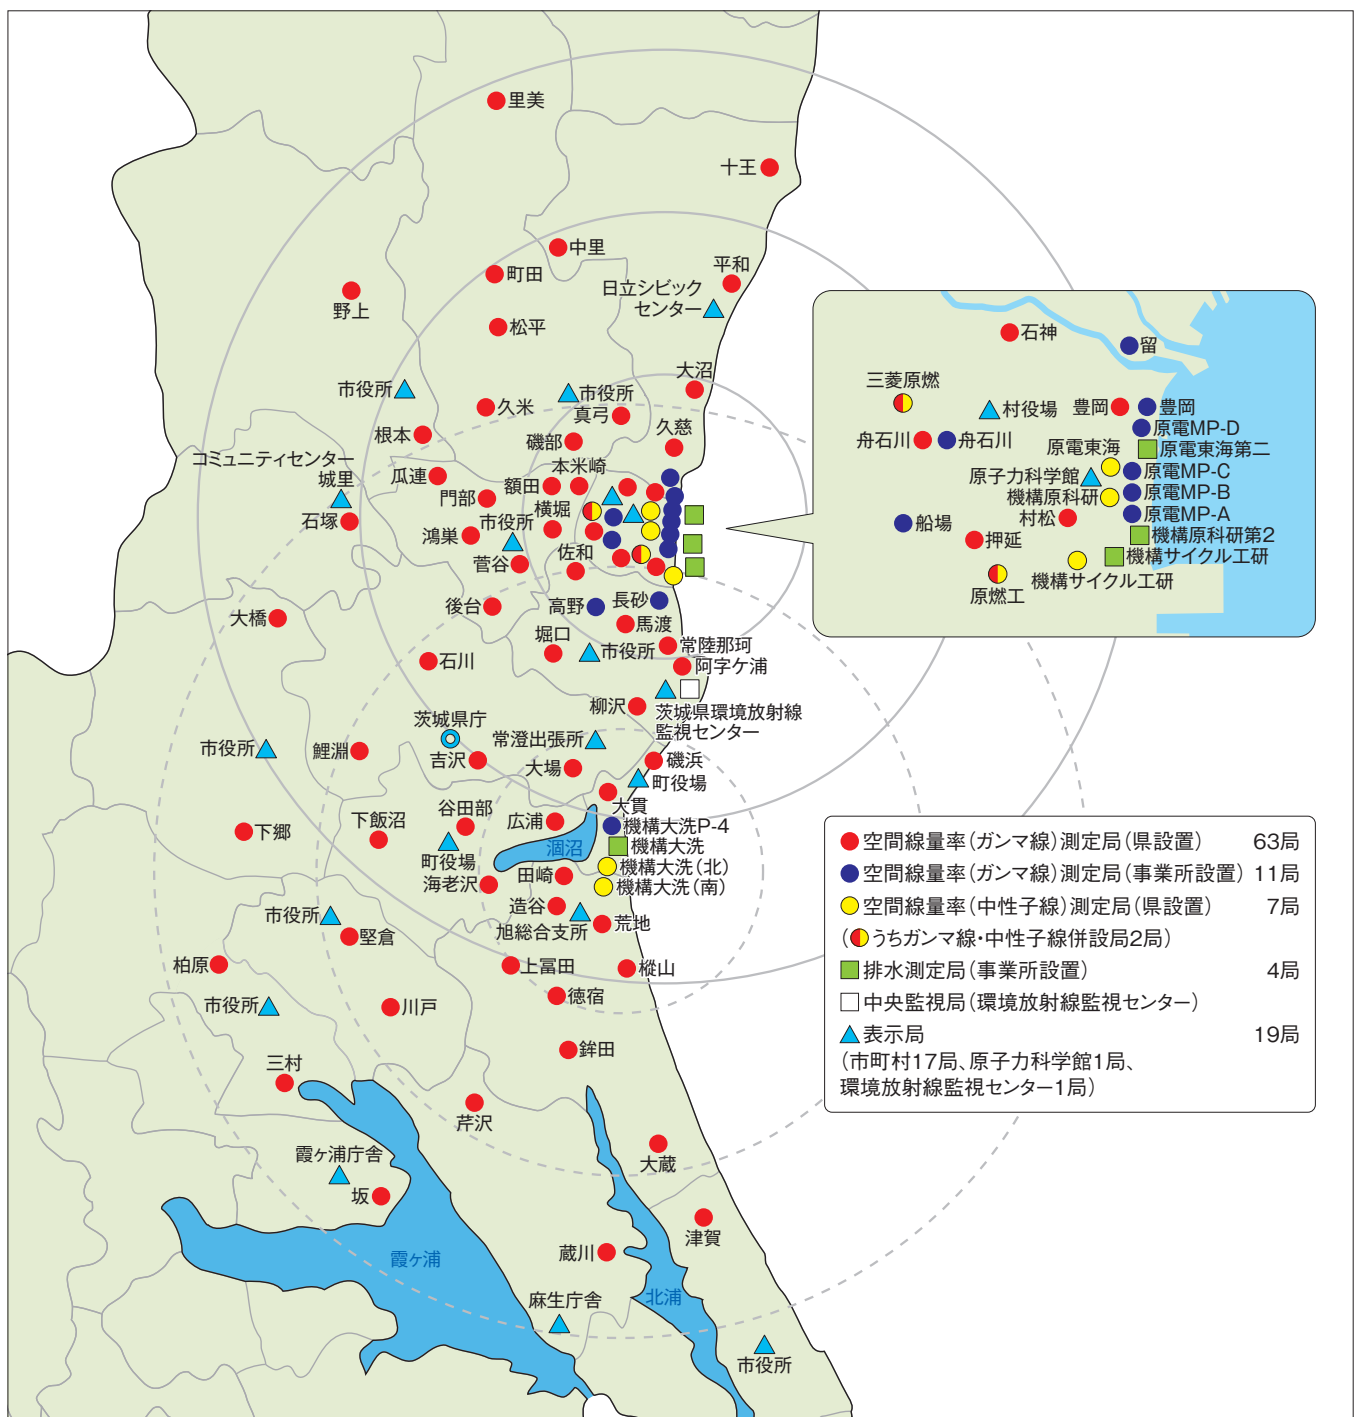 里美
十王
中里
町田
平和
日立シビック
センター
野上
松平
大沼
市役所
市役所
久米
真弓
根本
磯部
久慈
コミュニティセンター
城里
瓜連
本米崎
額田
門部
石塚
横堀
市役所
鴻巣
菅谷
佐和
後台
高野
長砂
大橋
馬渡
堀口
市役所
常陸那珂
石川
阿字ケ浦
柳沢
茨城県環境放射線
監視センター
茨城県庁
常澄出張所
市役所
鯉淵
吉沢
大場
磯浜
町役場
大貫
谷田部
広浦
機構大洗P-4
下郷
下飯沼
涸沼
機構大洗
町役場
機構大洗(北)
海老沢
田崎
機構大洗(南)
造谷
市役所
旭総合支所
荒地
堅倉
柏原
上冨田
樅山
市役所
川戸
徳宿
鉾田
三村
芹沢
大蔵
霞ヶ浦庁舎
坂
津賀
霞ヶ浦
蔵川
北浦
麻生庁舎
市役所
石神
留
三菱原燃
村役場
豊岡
豊岡
原電MP-D
舟石川
舟石川
原電東海
原電東海第二
原子力科学館
原電MP-C
機構原科研
原電MP-B
船場
村松
原電MP-A
押延
機構原科研第2
機構サイクル工研
機構サイクル工研
原燃工
空間線量率(ガンマ線)測定局(県設置) 63局
空間線量率(ガンマ線)測定局(事業所設置) 11局
空間線量率(中性子線)測定局(県設置) 7局
(うちガンマ線・中性子線併設局2局)
排水測定局(事業所設置) 4局
中央監視局(環境放射線監視センター)
表示局 19局
(市町村17局、原子力科学館1局、
環境放射線監視センター1局)